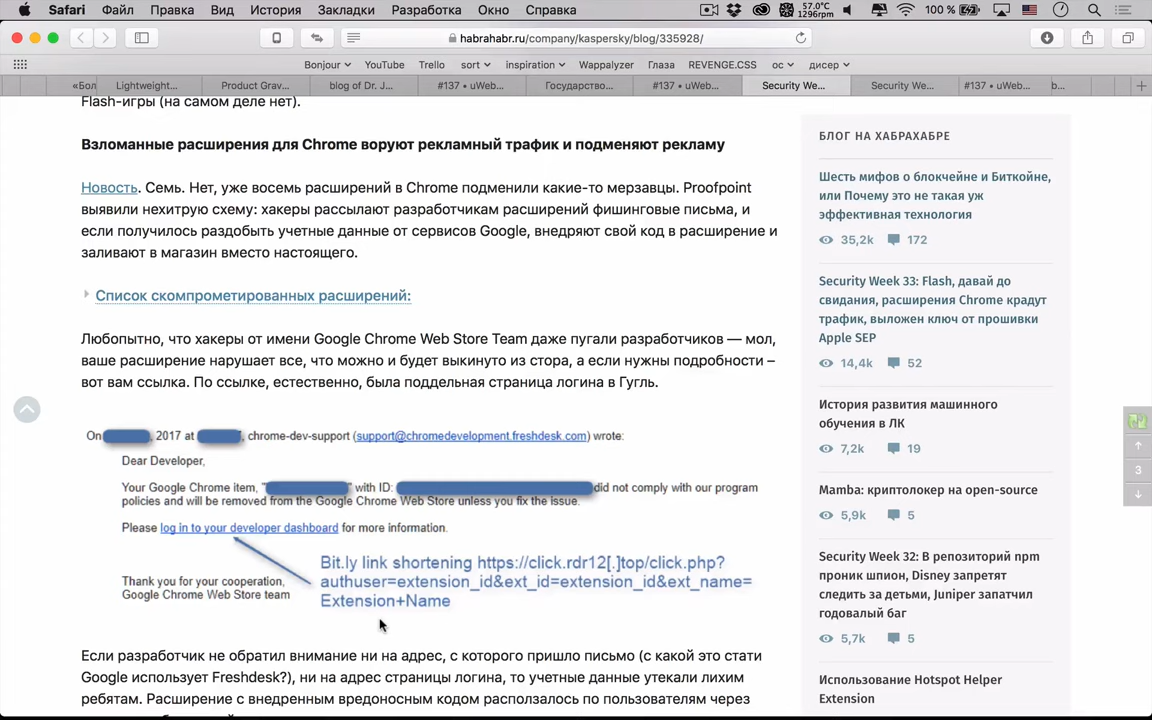 Safari Файл Правка Вид История Закладки Разработка Окно Справка
57.0°C
1296rpm
100 %
habrahabr.ru/company/kaspersky/blog/335928/
Bonjour YouTube Trello sort inspiration Wappalyzer Глаза REVENGE.CSS ос дисер
«Бол Lightweight... Product Grav... blog of Dr. J... #137 • uWeb... Государство... #137 • uWeb... Security We... Security We... #137 • uWeb... b...
Flash-игры (на самом деле нет).
Взломанные расширения для Chrome воруют рекламный трафик и подменяют рекламу
Новость. Семь. Нет, уже восемь расширений в Chrome подменили какие-то мерзавцы. Proofpoint
выявили нехитрую схему: хакеры рассылают разработчикам расширений фишинговые письма, и
если получилось раздобыть учетные данные от сервисов Google, внедряют свой код в расширение и
заливают в магазин вместо настоящего.
Список скомпрометированных расширений:
Любопытно, что хакеры от имени Google Chrome Web Store Team даже пугали разработчиков — мол,
ваше расширение нарушает все, что можно и будет выкинуто из стора, а если нужны подробности –
вот вам ссылка. По ссылке, естественно, была поддельная страница логина в Гугль.
On , 2017 at , chrome-dev-support (support@chromedevelopment.freshdesk.com) wrote:
Dear Developer,
Your Google Chrome item, " " with ID: did not comply with our program
policies and will be removed from the Google Chrome Web Store unless you fix the issue.
Please log in to your developer dashboard for more information.
Bit.ly link shortening https://click.rdr12[.]top/click.php?
authuser=extension_id&ext_id=extension_id&ext_name=
Extension+Name
Thank you for your cooperation,
Google Chrome Web Store team
Если разработчик не обратил внимание ни на адрес, с которого пришло письмо (с какой это стати
Google использует Freshdesk?), ни на адрес страницы логина, то учетные данные утекали лихим
ребятам. Расширение с внедренным вредоносным кодом расползалось по пользователям через
БЛОГ НА ХАБРАХАБРЕ
Шесть мифов о блокчейне и Биткойне,
или Почему это не такая уж
эффективная технология
35,2k 172
Security Week 33: Flash, давай до
свидания, расширения Chrome крадут
трафик, выложен ключ от прошивки
Apple SEP
14,4k 52
История развития машинного
обучения в ЛК
7,2k 19
Mamba: криптолокер на open-source
5,9k 5
Security Week 32: В репозиторий npm
проник шпион, Disney запретят
следить за детьми, Juniper запатчил
годовалый баг
5,7k 5
Использование Hotspot Helper
Extension
3